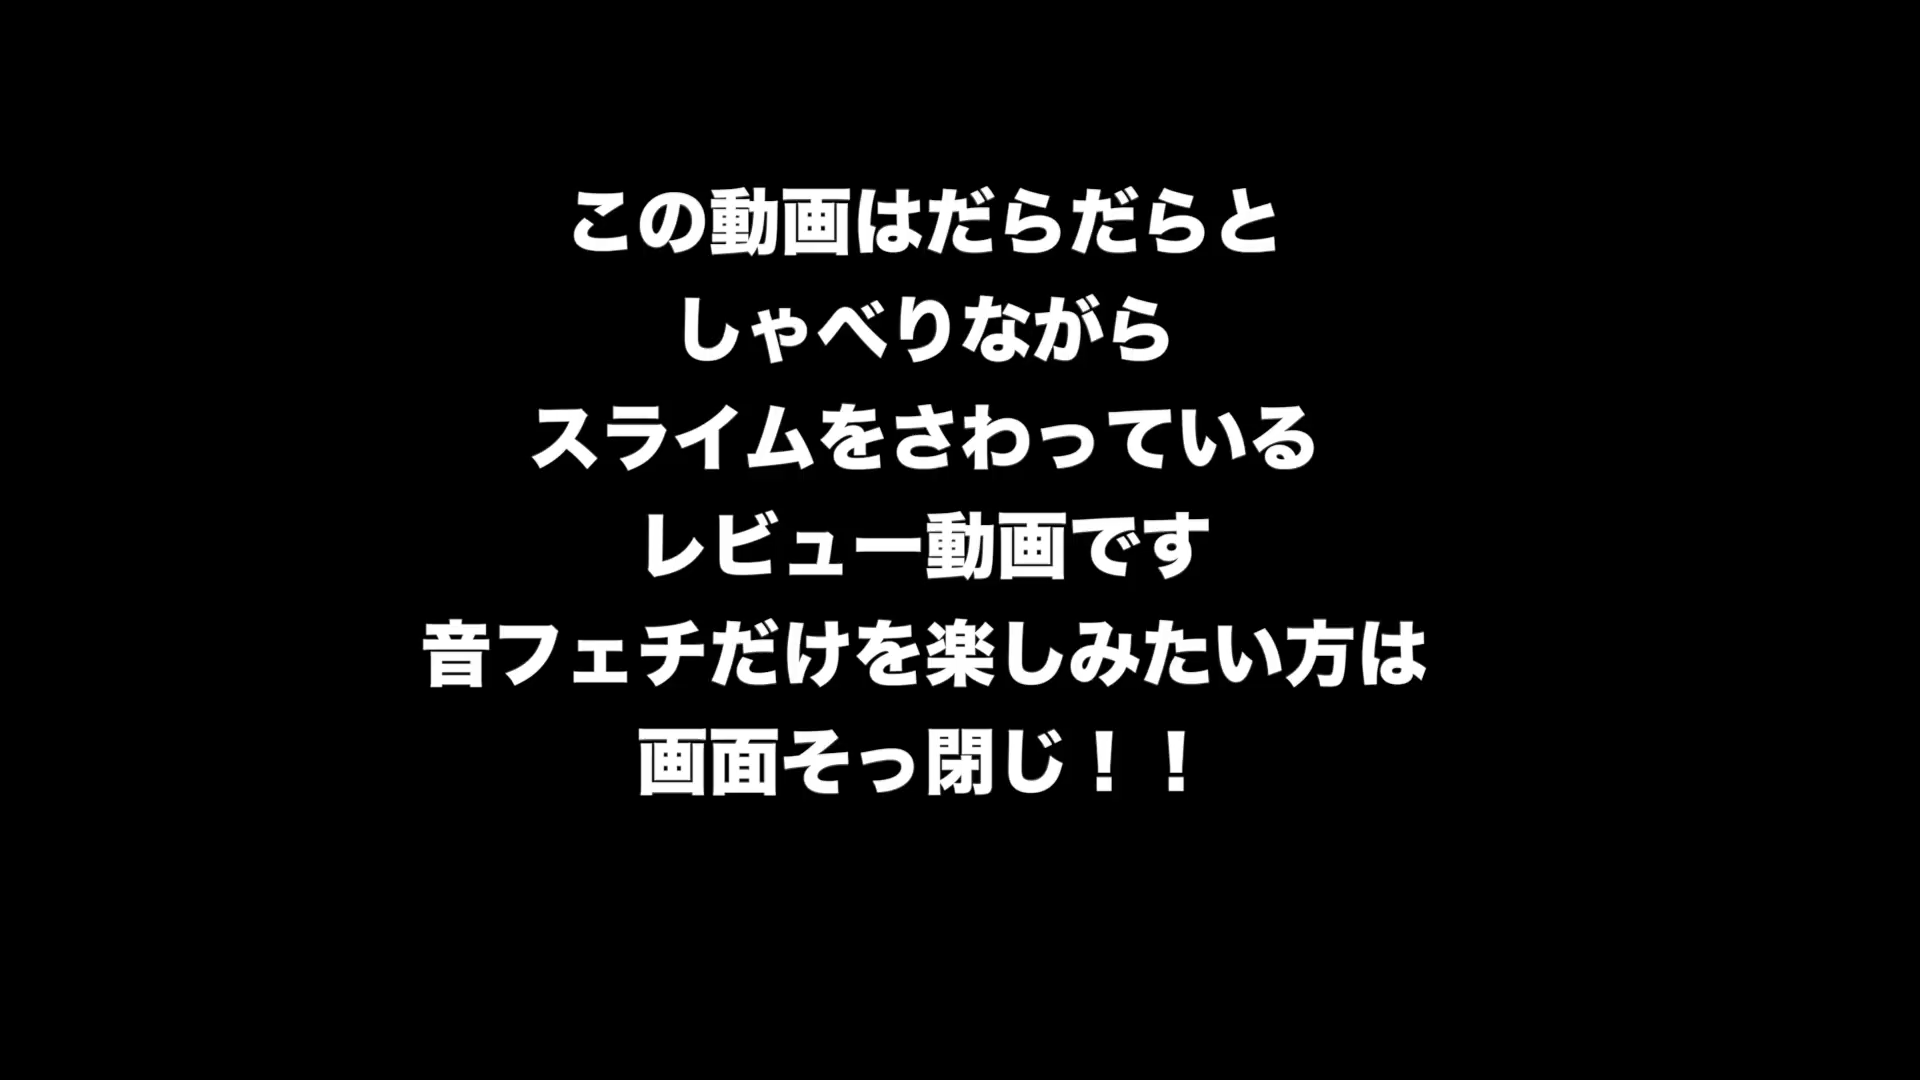 この動画はだらだらと
しゃべりながら
スライムをさわっている
レビュー動画です
音フェチだけを楽しみたい方は
画面そっ閉じ！！